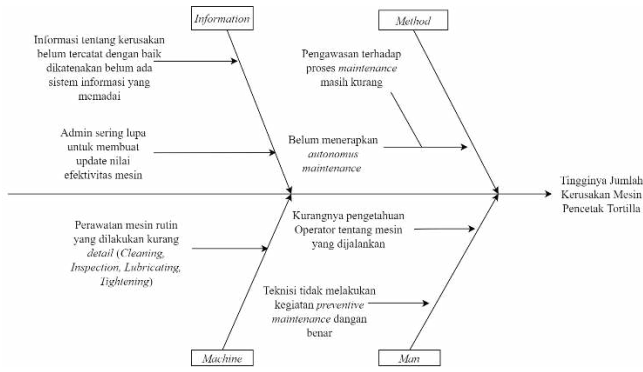 Information
Method
Informasi tentang kerusakan
belum tercatat dengan baik
dikatenakan belum ada
sistem informasi yang
memadai
Pengawasan terhadap
proses maintenance
masih kurang
Admin sering lupa
untuk membuat
update nilai
efektivitas mesin
Belum menerapkan
autonomus
maintenance
Tingginya Jumlah
Kerusakan Mesin
Pencetak Tortilla
Perawatan mesin rutin
yang dilakukan kurang
detail (Cleaning,
Inspection, Lubricating,
Tightening)
Kurangnya pengetahuan
Operator tentang mesin
yang dijalankan
Teknisi tidak melakukan
kegiatan preventive
maintenance dangan
benar
Machine
Man